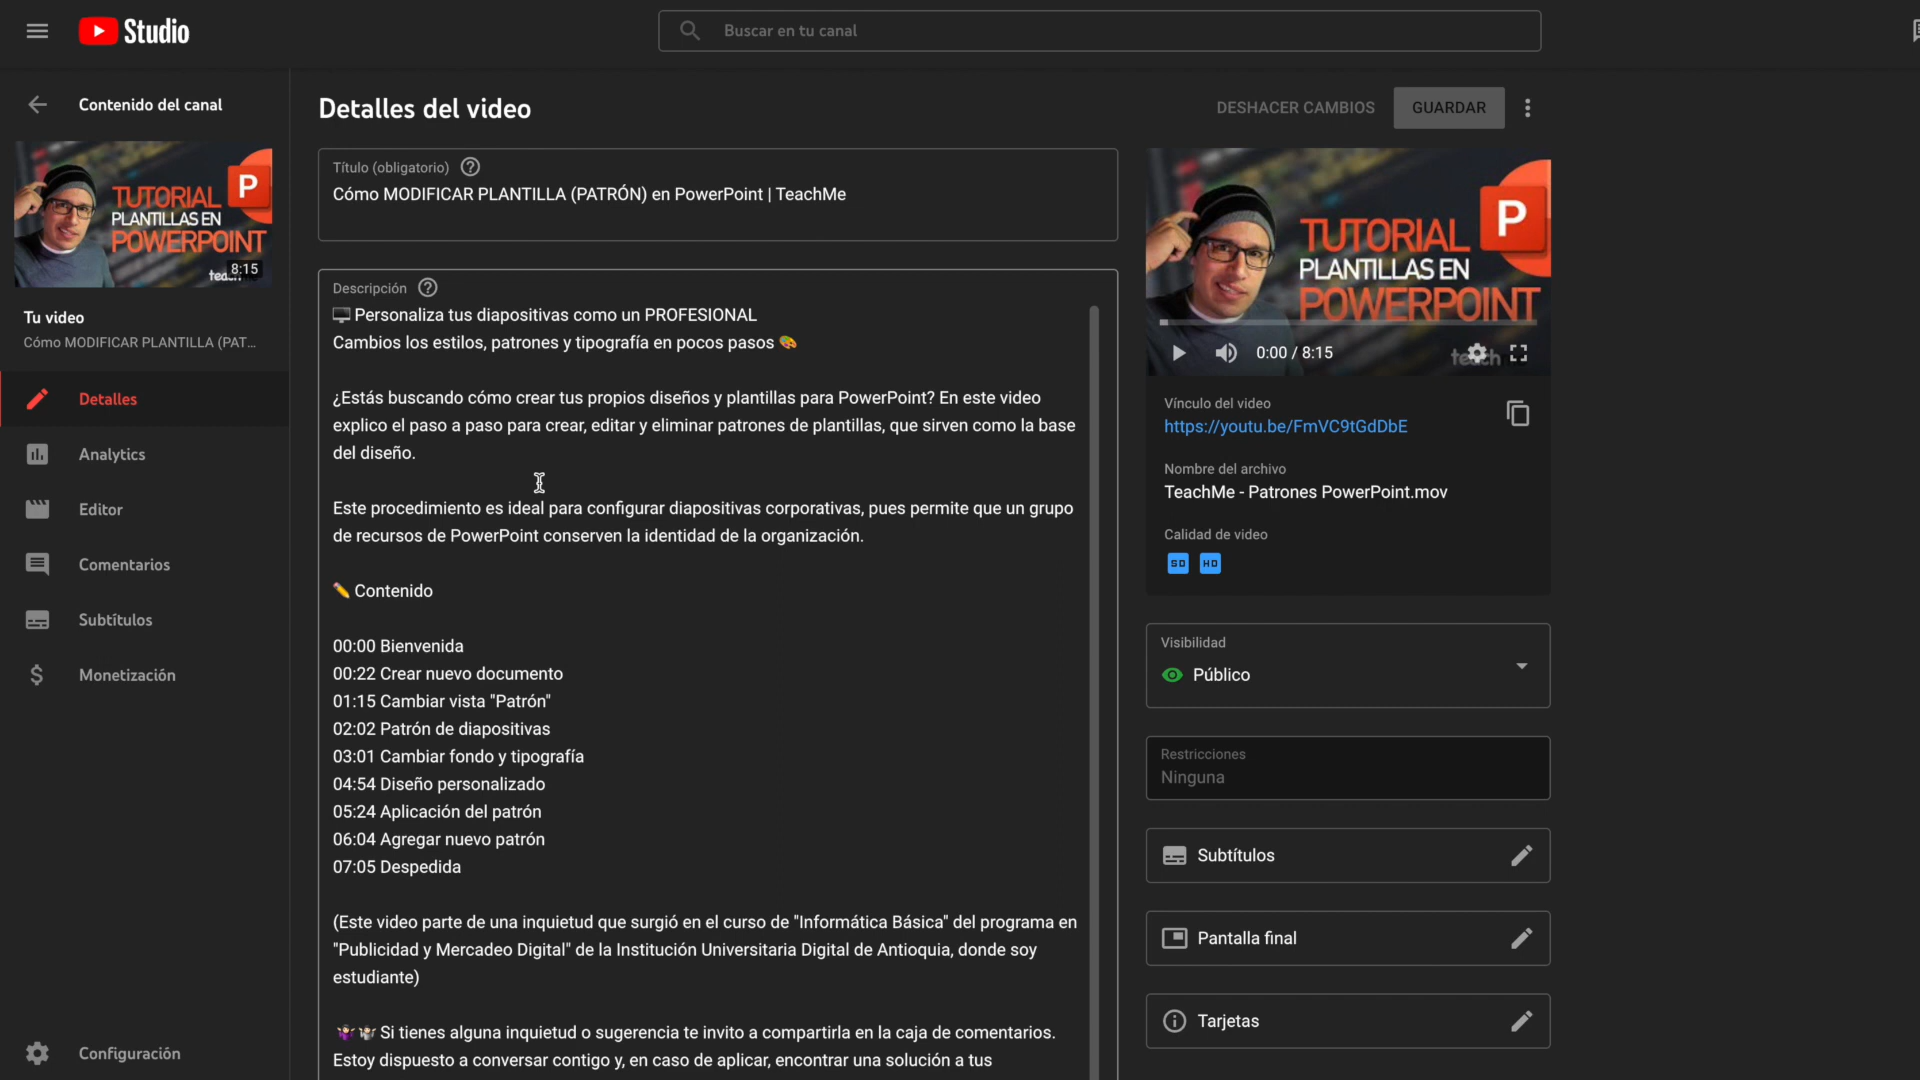 Studio
Buscar en tu canal
Contenido del canal
TUTORIAL
PLANTILLAS EN
POWERPOINT
P
8:15
Tu video
Cómo MODIFICAR PLANTILLA (PAT...
Detalles
Analytics
Editor
Comentarios
Subtítulos
Monetización
Configuración
Detalles del video
DESHACER CAMBIOS
GUARDAR
Título (obligatorio)
Cómo MODIFICAR PLANTILLA (PATRÓN) en PowerPoint | TeachMe
Descripción
🖥️ Personaliza tus diapositivas como un PROFESIONAL
Cambios los estilos, patrones y tipografía en pocos pasos 🎨
¿Estás buscando cómo crear tus propios diseños y plantillas para PowerPoint? En este video
explico el paso a paso para crear, editar y eliminar patrones de plantillas, que sirven como la base
del diseño.
Este procedimiento es ideal para configurar diapositivas corporativas, pues permite que un grupo
de recursos de PowerPoint conserven la identidad de la organización.
✏️ Contenido
00:00 Bienvenida
00:22 Crear nuevo documento
01:15 Cambiar vista "Patrón"
02:02 Patrón de diapositivas
03:01 Cambiar fondo y tipografía
04:54 Diseño personalizado
05:24 Aplicación del patrón
06:04 Agregar nuevo patrón
07:05 Despedida
(Este video parte de una inquietud que surgió en el curso de "Informática Básica" del programa en
"Publicidad y Mercadeo Digital" de la Institución Universitaria Digital de Antioquia, donde soy
estudiante)
Si tienes alguna inquietud o sugerencia te invito a compartirla en la caja de comentarios.
Estoy dispuesto a conversar contigo y, en caso de aplicar, encontrar una solución a tus
TUTORIAL
PLANTILLAS EN
POWERPOINT
P
0:00 / 8:15
Vínculo del video
https://youtu.be/FmVC9tGdDbE
Nombre del archivo
TeachMe - Patrones PowerPoint.mov
Calidad de video
SD HD
Visibilidad
Público
Restricciones
Ninguna
Subtítulos
Pantalla final
Tarjetas